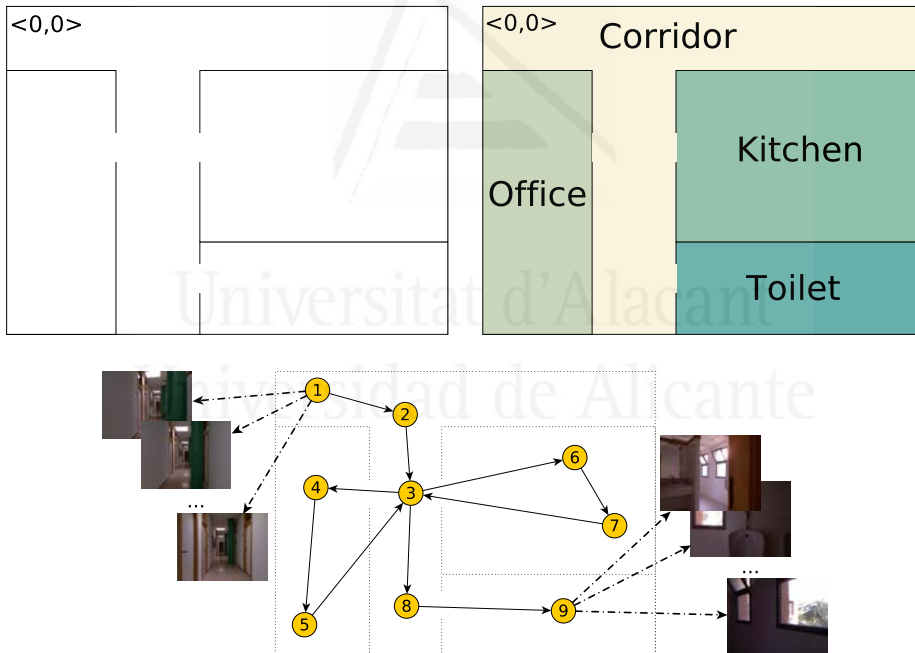 <0,0>
<0,0>
Corridor
Kitchen
Office
Toilet
Universitat d'Alacant
Universidad de Alicante
1
2
6
4
3
...
7
...
8
9
5